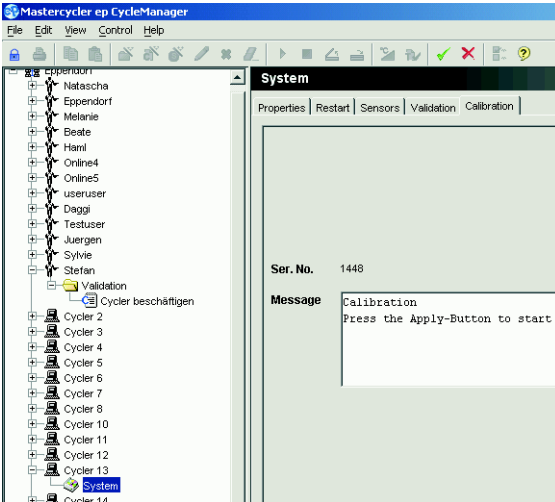 Mastercycler ep CycleManager
File Edit View Control Help
Eppendorf
Natascha
Eppendorf
Melanie
Beate
Haml
Online4
Online5
useruser
Daggi
Testuser
Juergen
Sylvie
Stefan
Validation
Cycler beschäftigen
Cycler 2
Cycler 3
Cycler 4
Cycler 5
Cycler 6
Cycler 7
Cycler 8
Cycler 10
Cycler 11
Cycler 12
Cycler 13
System
Cycler 14
System
Properties Restart Sensors Validation Calibration
Ser. No. 1448
Message
Calibration
Press the Apply-Button to start